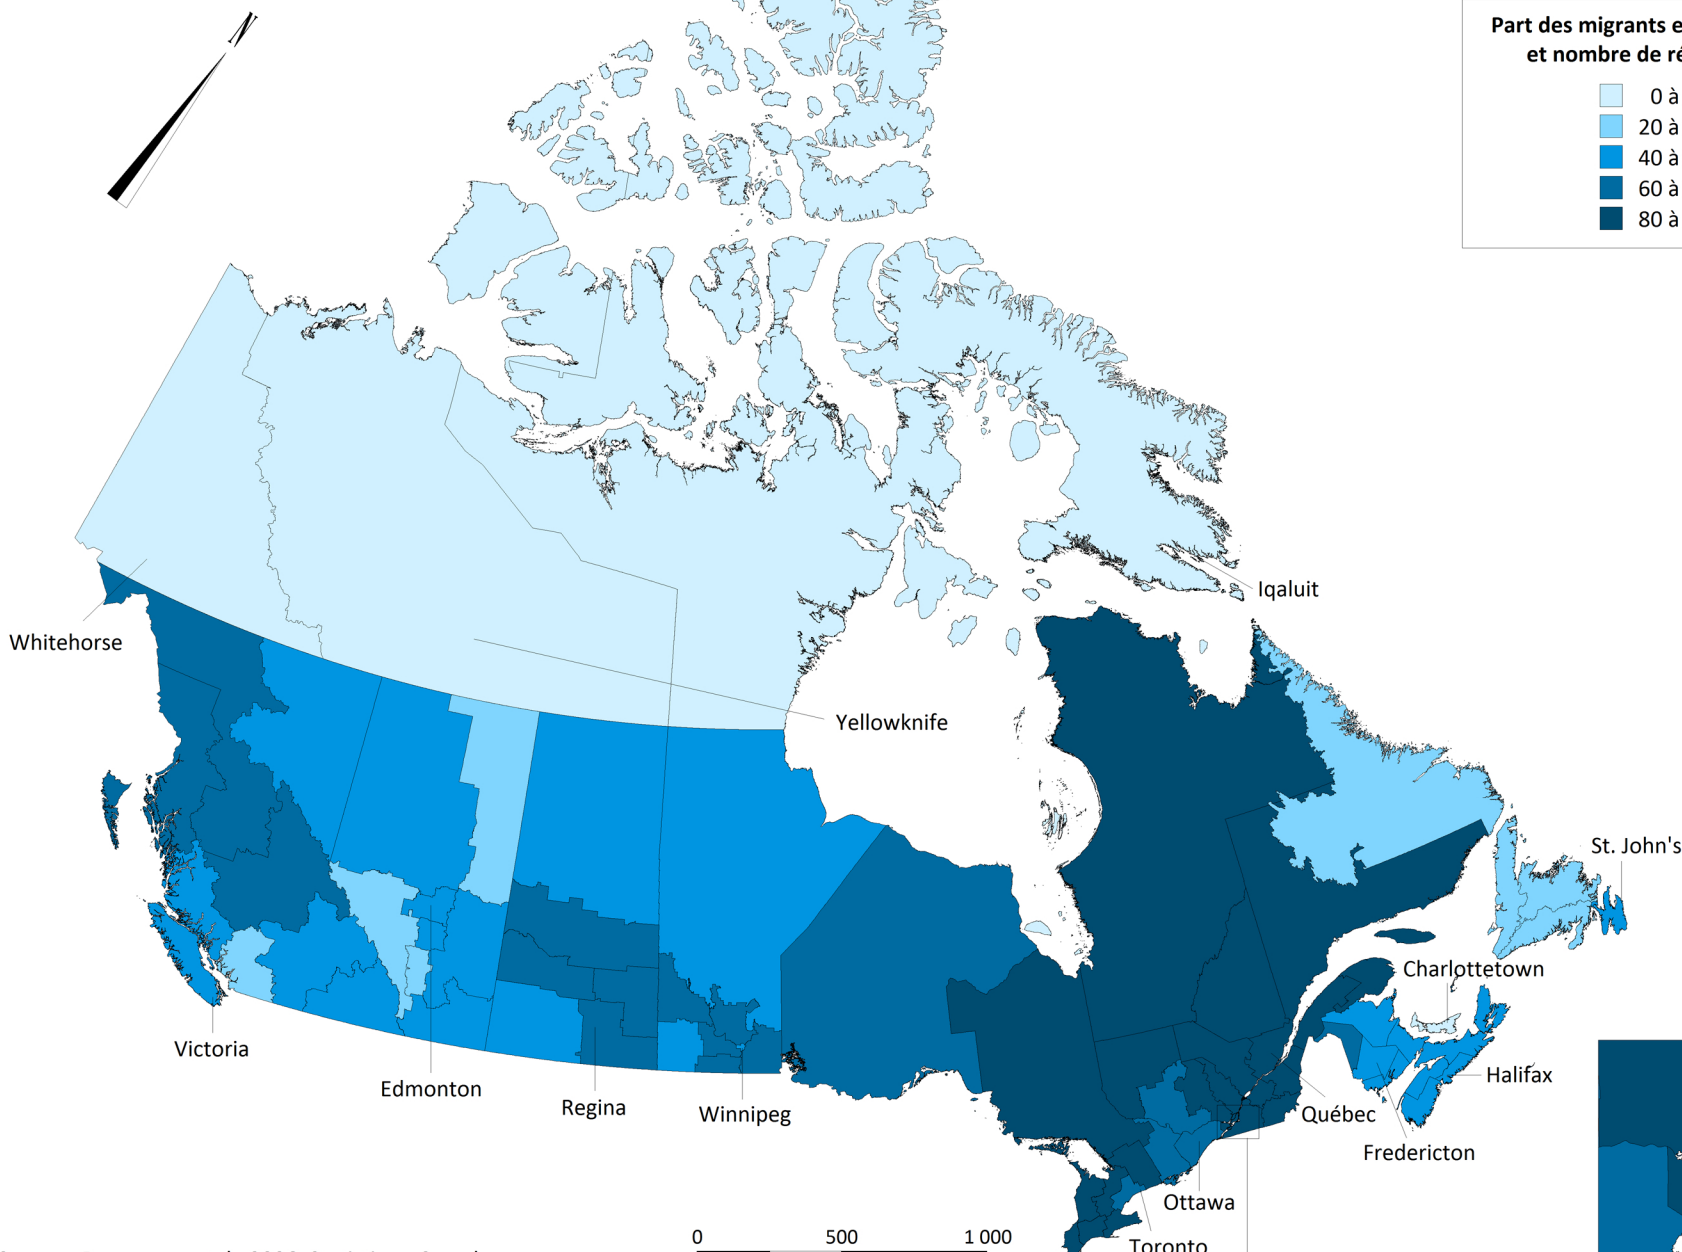 N
Part des migrants e
et nombre de ré
0 à
20 à
40 à
60 à
80 à
Iqaluit
Whitehorse
Yellowknife
St. John's
Charlottetown
Victoria
Edmonton
Regina
Winnipeg
Halifax
Québec
Fredericton
Ottawa
Toronto
0 500 1 000